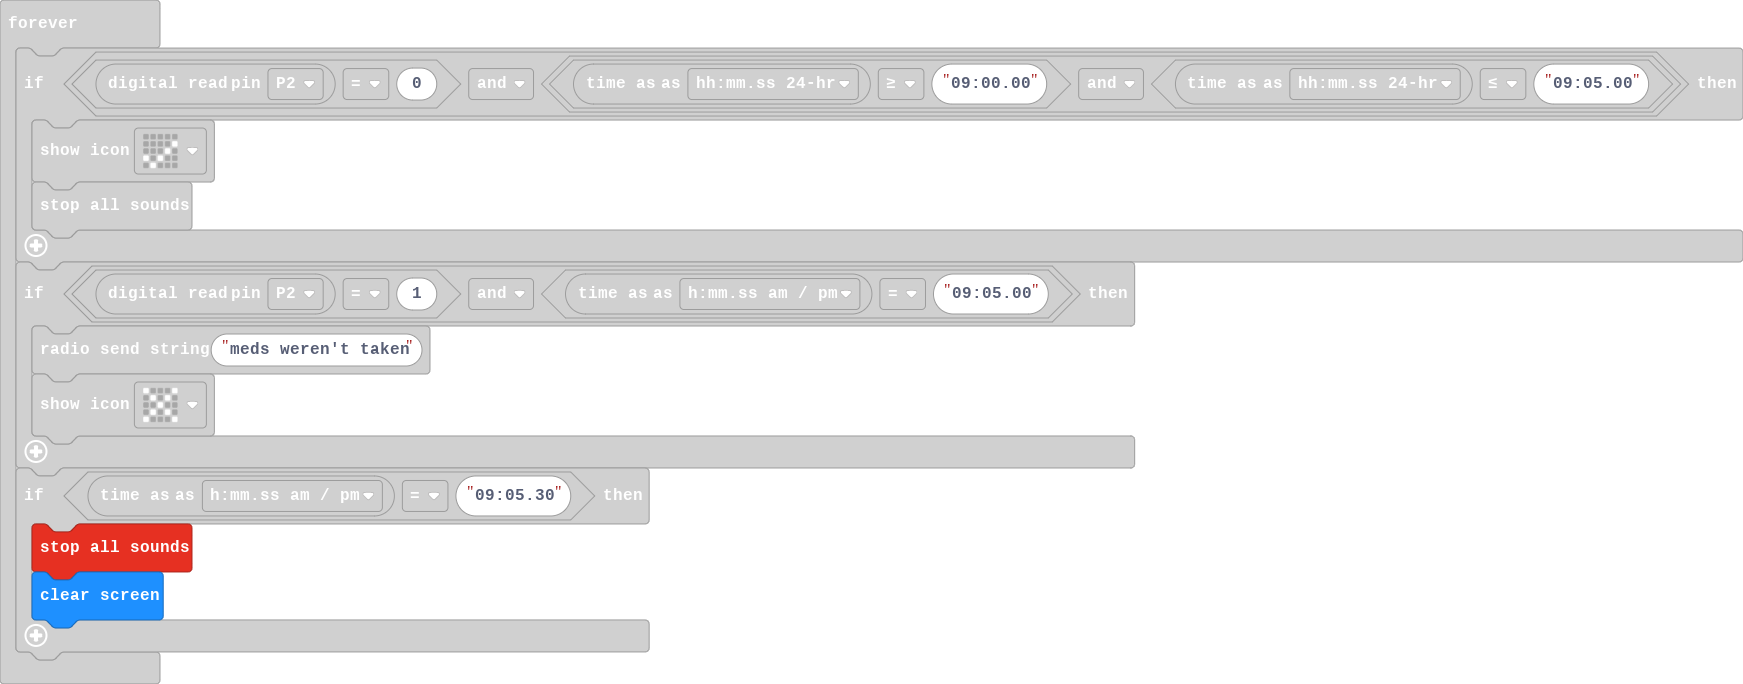 forever
if digital read pin P2 = 0 and time as as hh:mm.ss 24-hr ≥ "09:00.00" and time as as hh:mm.ss 24-hr ≤ "09:05.00" then
show icon
stop all sounds
if digital read pin P2 = 1 and time as as h:mm.ss am / pm = "09:05.00" then
radio send string "meds weren't taken"
show icon
if time as as h:mm.ss am / pm = "09:05.30" then
stop all sounds
clear screen